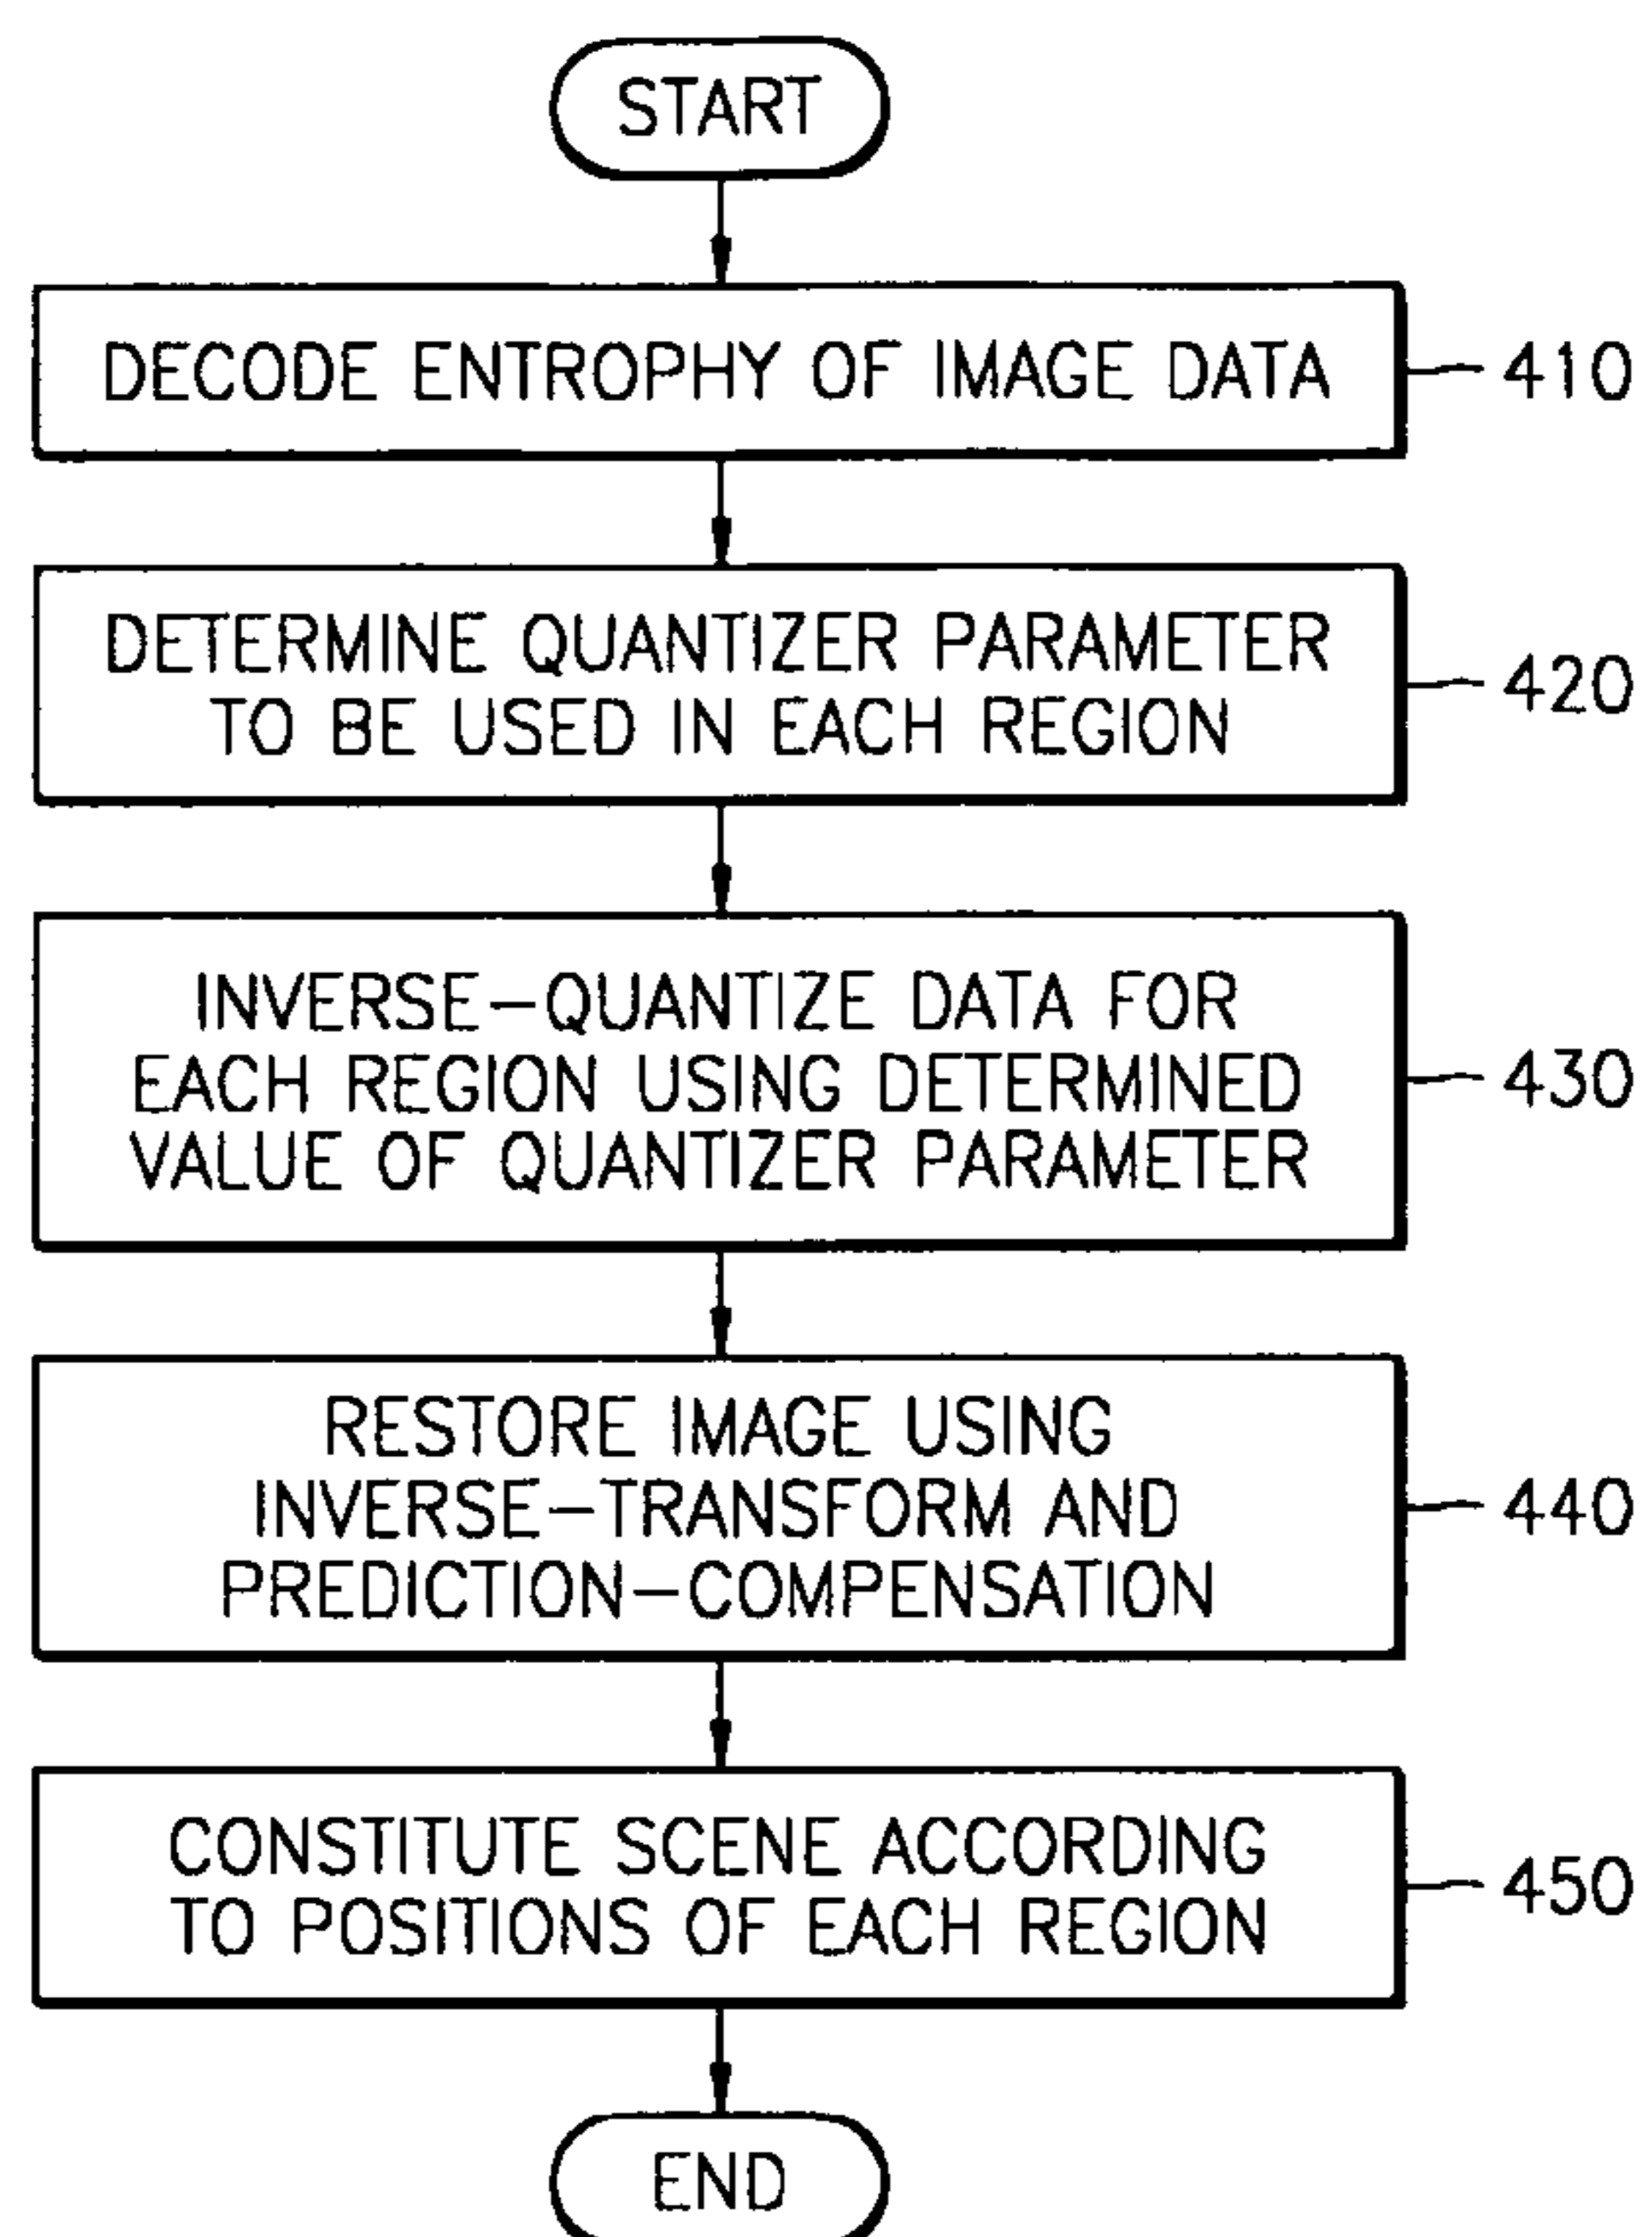 START
DECODE ENTROPHY OF IMAGE DATA
410
DETERMINE QUANTIZER PARAMETER
TO BE USED IN EACH REGION
420
INVERSE-QUANTIZE DATA FOR
EACH REGION USING DETERMINED
VALUE OF QUANTIZER PARAMETER
430
RESTORE IMAGE USING
INVERSE-TRANSFORM AND
PREDICTION-COMPENSATION
440
CONSTITUTE SCENE ACCORDING
TO POSITIONS OF EACH REGION
450
END